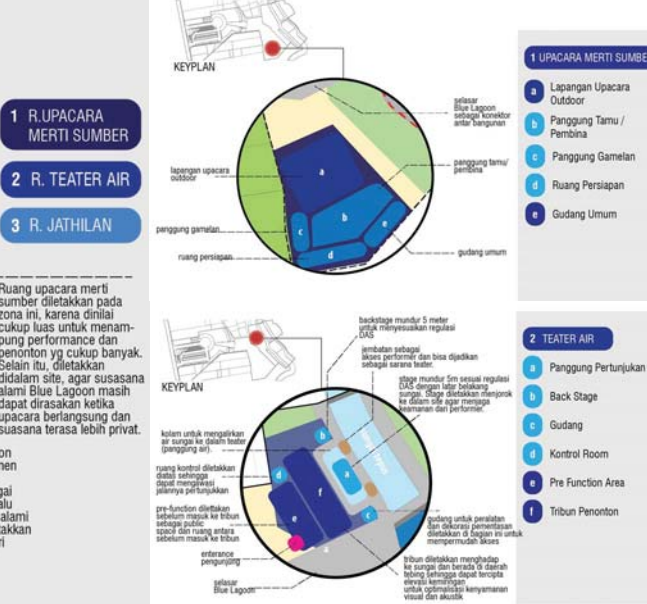 1 R.UPACARA
MERTI SUMBER
2 R. TEATER AIR
3 R. JATHILAN
Ruang upacara merti
sumber diletakkan pada
zona ini, karena dinilai
cukup luas untuk menam-
pung performance dan
penonton yg cukup banyak.
Selain itu, diletakkan
didalam site, agar susasana
alami Blue Lagoon masih
dapat dirasakan ketika
upacara berlangsung dan
suasana terasa lebih privat.
on
nen
gai
alu
alami
takkan
ri
KEYPLAN
selasar
Blue Lagoon
sebagai konektor
antar bangunan
lapangan upacara
outdoor
panggung tamu/
pembina
panggung gamelan
ruang persiapan
gudang umum
a
b
c
d
e
1 UPACARA MERTI SUMBE
a Lapangan Upacara
Outdoor
b Panggung Tamu /
Pembina
c Panggung Gamelan
d Ruang Persiapan
e Gudang Umum
KEYPLAN
backstage mundur 5 meter
untuk menyesuaikan regulasi
DAS
jembatan sebagai
akses performer dan bisa dijadikan
sebagai sarana teater.
stage mundur 5m sesuai regulasi
DAS dengan latar belakang
sungai. Stage diletakkan menjorok
ke dalam site agar menjaga
keamanan dari performer.
kolam untuk mengalirkan
air sungai ke dalam teater
(panggung air).
ruang kontrol diletakkan
diatas sehingga
dapat mengawasi
jalannya pertunjukkan
pre-function dilettakan
sebelum masuk ke tribun
sebagai public
space dan ruang antara
sebelum masuk ke tribun
enterance
pengunjung
selasar
Blue Lagoon
gudang untuk peralatan
dan dekorasi pementasan
diletakkan di bagian ini untuk
mempermudah akses
tribun diletakkan menghadap
ke sungai dan berada di daerah
tebing sehingga dapat tercipta
elevasi kemiringan
untuk optimalisasi kenyamanan
visual dan akustik
b
a
d
f
e
c
2 TEATER AIR
a Panggung Pertunjukan
b Back Stage
c Gudang
d Kontrol Room
e Pre Function Area
f Tribun Penonton